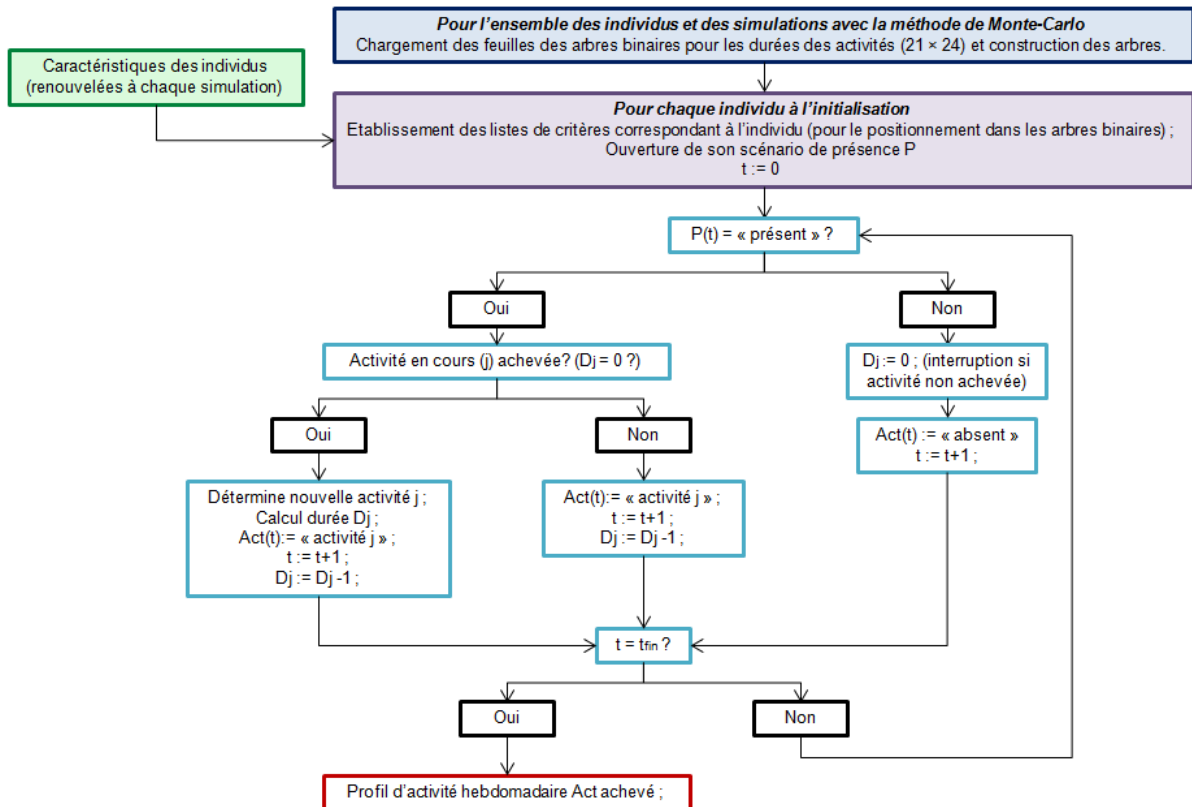 Pour l'ensemble des individus et des simulations avec la méthode de Monte-Carlo
Chargement des feuilles des arbres binaires pour les durées des activités (21 × 24) et construction des arbres.
Caractéristiques des individus
(renouvelées à chaque simulation)
Pour chaque individu à l'initialisation
Etablissement des listes de critères correspondant à l'individu (pour le positionnement dans les arbres binaires) ;
Ouverture de son scénario de présence P
t := 0
P(t) = « présent » ?
Oui
Non
Activité en cours (j) achevée? (Dj = 0 ?)
Dj := 0 ; (interruption si
activité non achevée)
Oui
Non
Act(t) := « absent »
t := t+1 ;
Détermine nouvelle activité j ;
Calcul durée Dj ;
Act(t):= « activité j » ;
t := t+1 ;
Dj := Dj -1 ;
Act(t):= « activité j » ;
t := t+1 ;
Dj := Dj -1 ;
t = tfin ?
Oui
Non
Profil d'activité hebdomadaire Act achevé ;